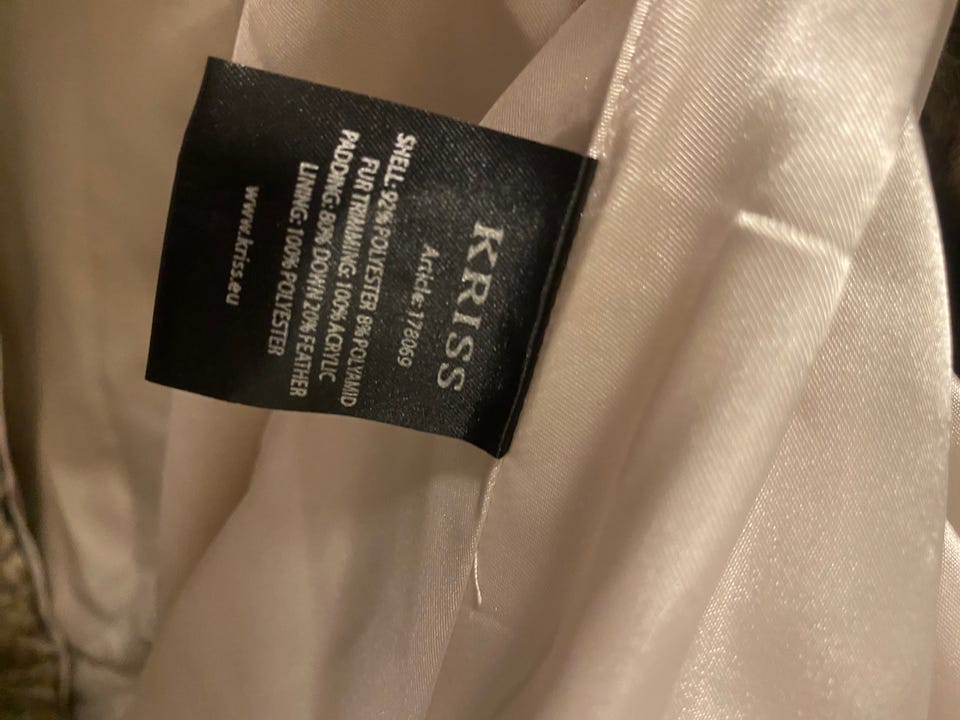 KRISS
Article:178069
SHELL: 92% POLYESTER 8% POLYAMID
FUR TRIMMING: 100% ACRYLIC
PADDING: 80% DOWN 20% FEATHER
LINING: 100% POLYESTER
www.kriss.eu